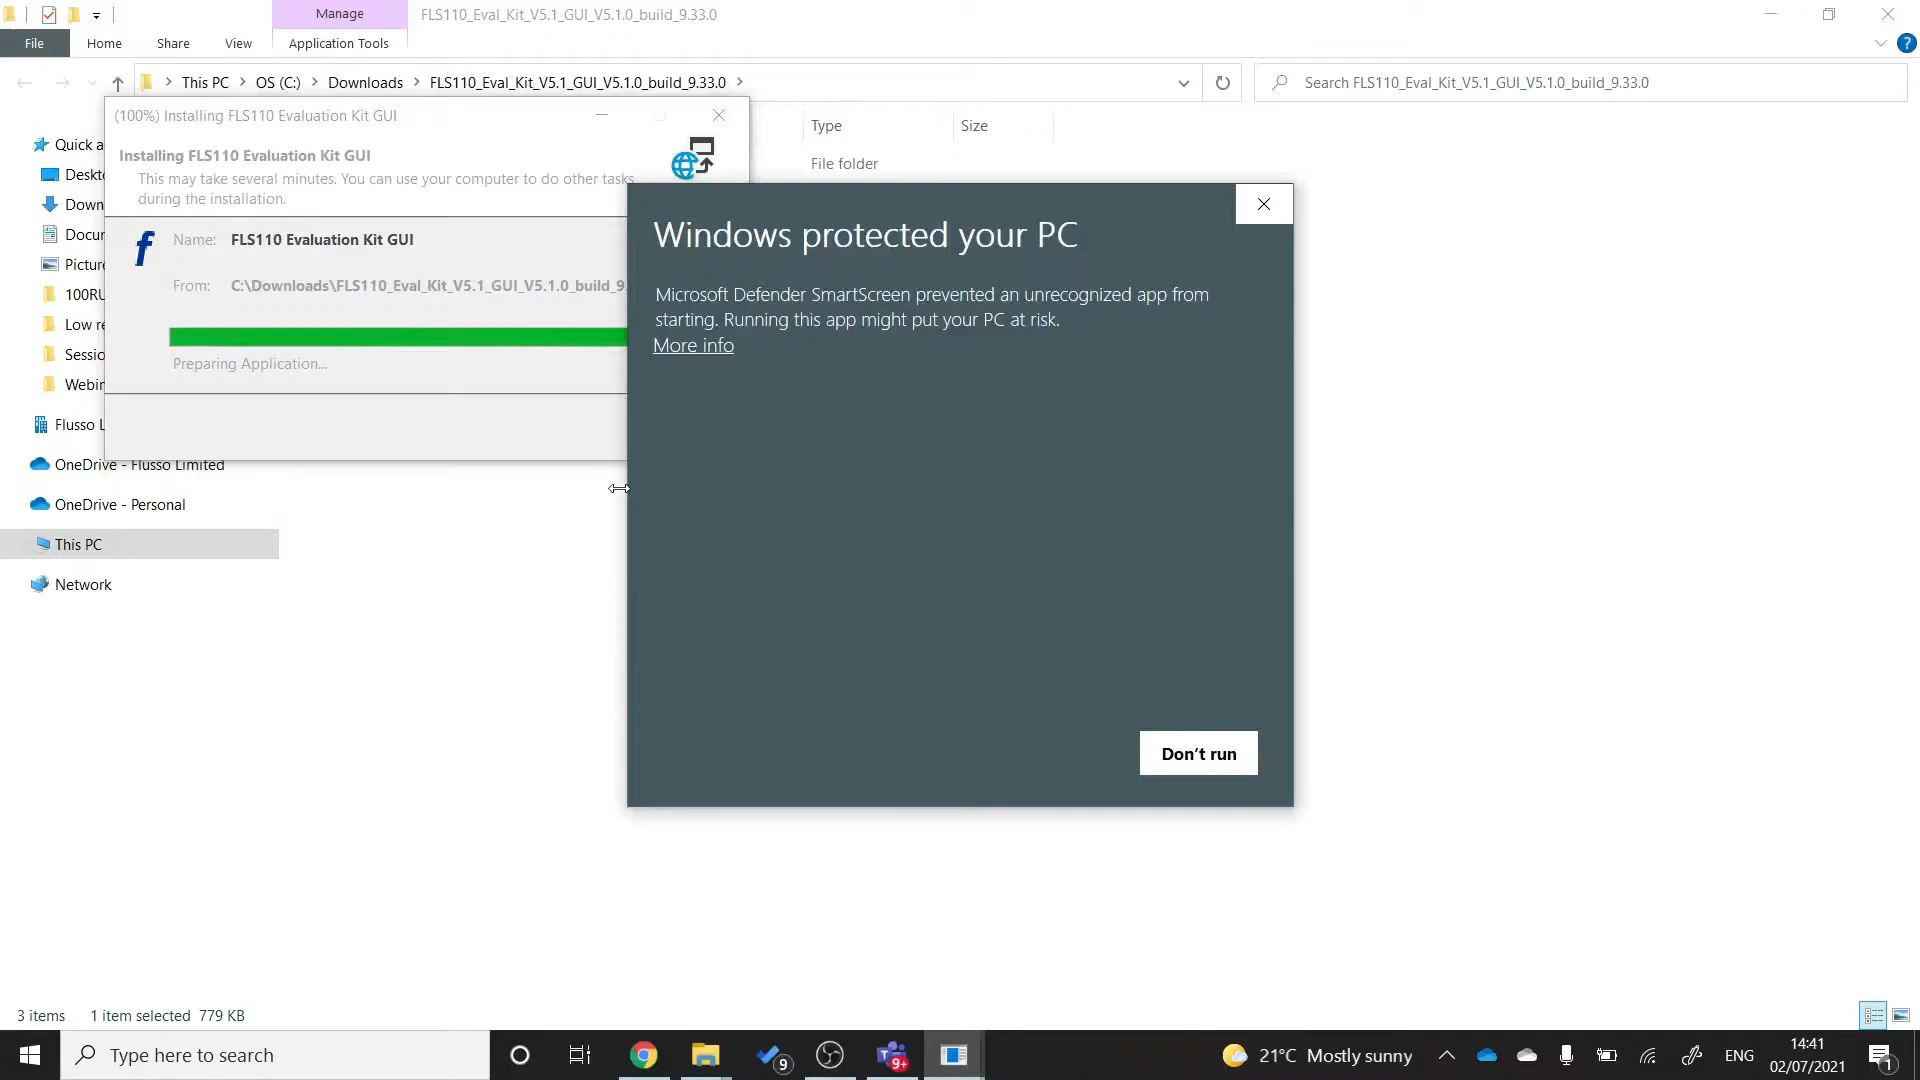 Manage
FLS110_Eval_Kit_V5.1_GUI_V5.1.0_build_9.33.0
File
Home
Share
View
Application Tools
?
This PC
OS (C:)
Downloads
FLS110_Eval_Kit_V5.1_GUI_V5.1.0_build_9.33.0
Search FLS110_Eval_Kit_V5.1_GUI_V5.1.0_build_9.33.0
(100%) Installing FLS110 Evaluation Kit GUI
Type
Size
File folder
Quick a
Deskto
Down
Docur
Picture
100RU
Low re
Sessio
Webin
Flusso L
OneDrive - Flusso Limited
OneDrive - Personal
This PC
Network
Installing FLS110 Evaluation Kit GUI
This may take several minutes. You can use your computer to do other tasks
during the installation.
f
Name: FLS110 Evaluation Kit GUI
From: C:\Downloads\FLS110_Eval_Kit_V5.1_GUI_V5.1.0_build_9.
Preparing Application...
Windows protected your PC
Microsoft Defender SmartScreen prevented an unrecognized app from
starting. Running this app might put your PC at risk.
More info
Don't run
3 items 1 item selected 779 KB
Type here to search
9
9+
21°C Mostly sunny
ENG
14:41
02/07/2021
1